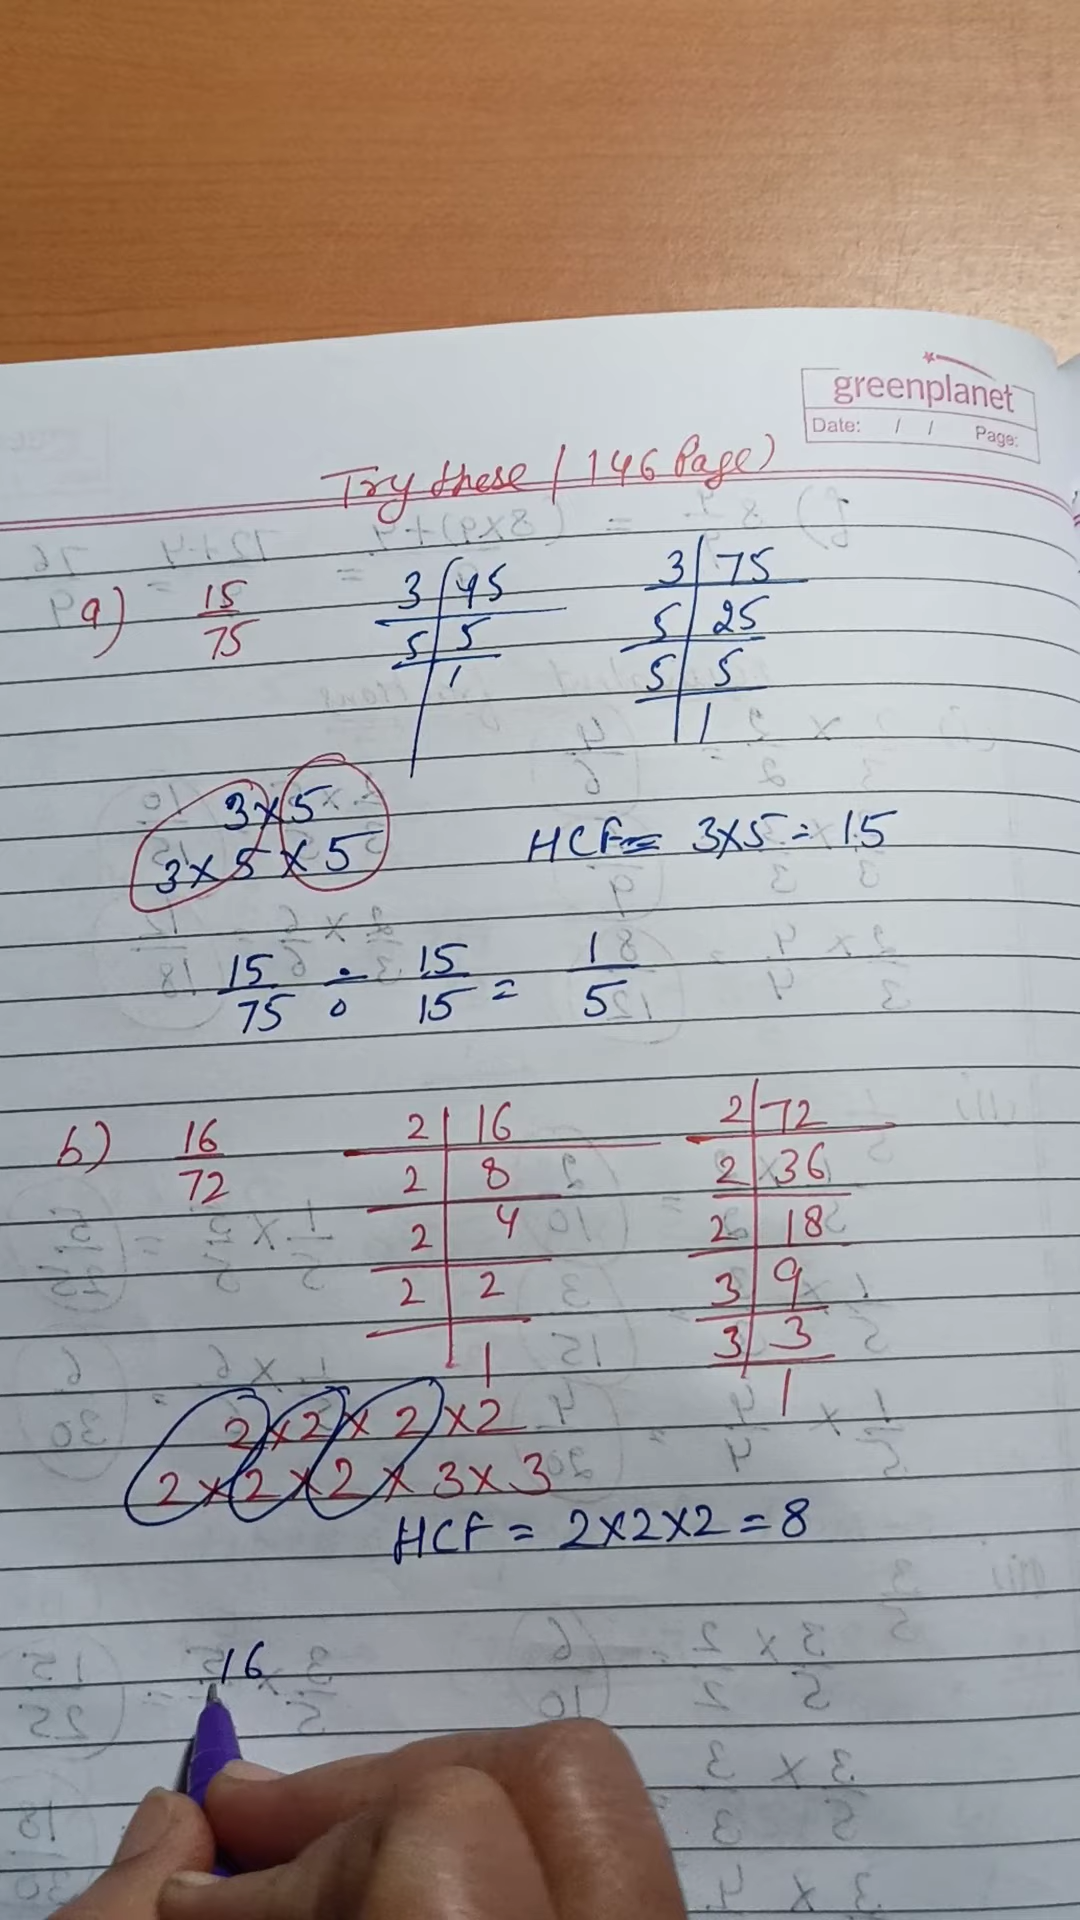 greenplanet
Date: / / Page:
Try these (146 Page)
a) 15/75
3 | 45
5 | 5
1
3 | 75
5 | 25
5 | 5
1
3×5
3×5×5
HCF= 3×5=15
15/75 ÷ 15/15 = 1/5
b) 16/72
2 | 16
2 | 8
2 | 4
2 | 2
1
2 | 72
2 | 36
2 | 18
3 | 9
3 | 3
1
2×2×2×2
2×2×2×3×3
HCF = 2×2×2=8
16